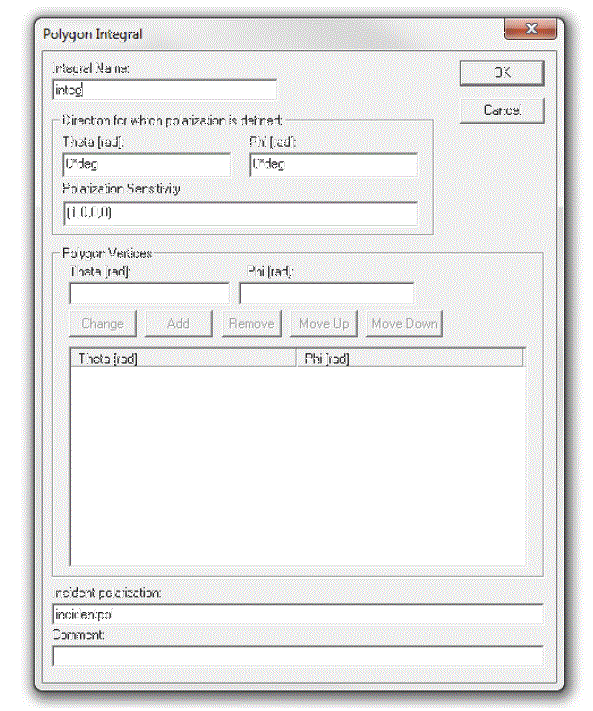 Polygon Integral
Integral Name:
OK
integ
Cancel
Direction for which polarization is defined:
Theta [rad]: Phi [rad]:
0*deg 0*deg
Polarization Sensitivity
(1,0,0,0)
Polygon Vertices
Theta [rad]: Phi [rad]:
Change Add Remove Move Up Move Down
Theta [rad] Phi [rad]
Incident polarisation:
incidentpol
Comment: